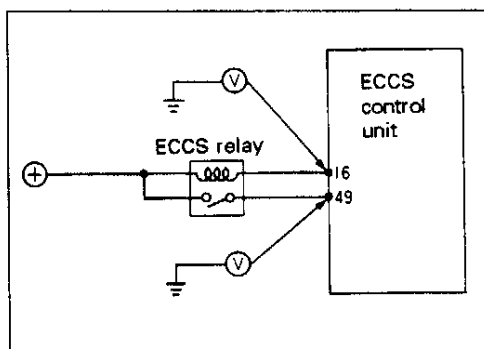 V
ECCS
control
unit
ECCS relay
+
16
49
V